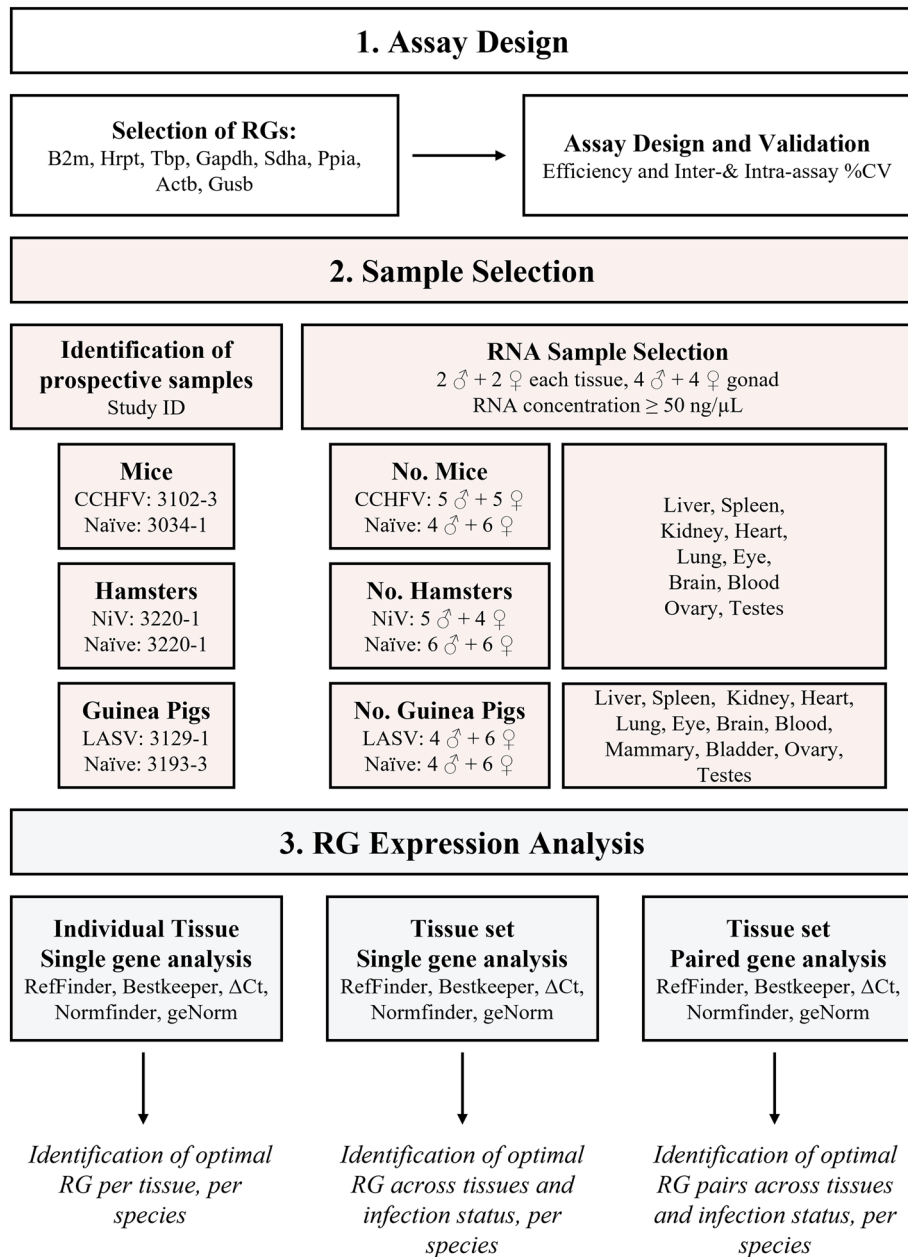 1. Assay Design
Selection of RGs:
B2m, Hrpt, Tbp, Gapdh, Sdha, Ppia,
Actb, Gusb
Assay Design and Validation
Efficiency and Inter-& Intra-assay %CV
2. Sample Selection
Identification of
prospective samples
Study ID
RNA Sample Selection
2 ♂ + 2 ♀ each tissue, 4 ♂ + 4 ♀ gonad
RNA concentration ≥ 50 ng/μL
Mice
CCHFV: 3102-3
Naïve: 3034-1
No. Mice
CCHFV: 5 ♂ + 5 ♀
Naïve: 4 ♂ + 6 ♀
Liver, Spleen,
Kidney, Heart,
Lung, Eye,
Brain, Blood
Ovary, Testes
Hamsters
NiV: 3220-1
Naïve: 3220-1
No. Hamsters
NiV: 5 ♂ + 4 ♀
Naïve: 6 ♂ + 6 ♀
Guinea Pigs
LASV: 3129-1
Naïve: 3193-3
No. Guinea Pigs
LASV: 4 ♂ + 6 ♀
Naïve: 4 ♂ + 6 ♀
Liver, Spleen, Kidney, Heart,
Lung, Eye, Brain, Blood,
Mammary, Bladder, Ovary,
Testes
3. RG Expression Analysis
Individual Tissue
Single gene analysis
RefFinder, Bestkeeper, ΔCt,
Normfinder, geNorm
Tissue set
Single gene analysis
RefFinder, Bestkeeper, ΔCt,
Normfinder, geNorm
Tissue set
Paired gene analysis
RefFinder, Bestkeeper, ΔCt,
Normfinder, geNorm
Identification of optimal
RG per tissue, per
species
Identification of optimal
RG across tissues and
infection status, per
species
Identification of optimal
RG pairs across tissues
and infection status, per
species